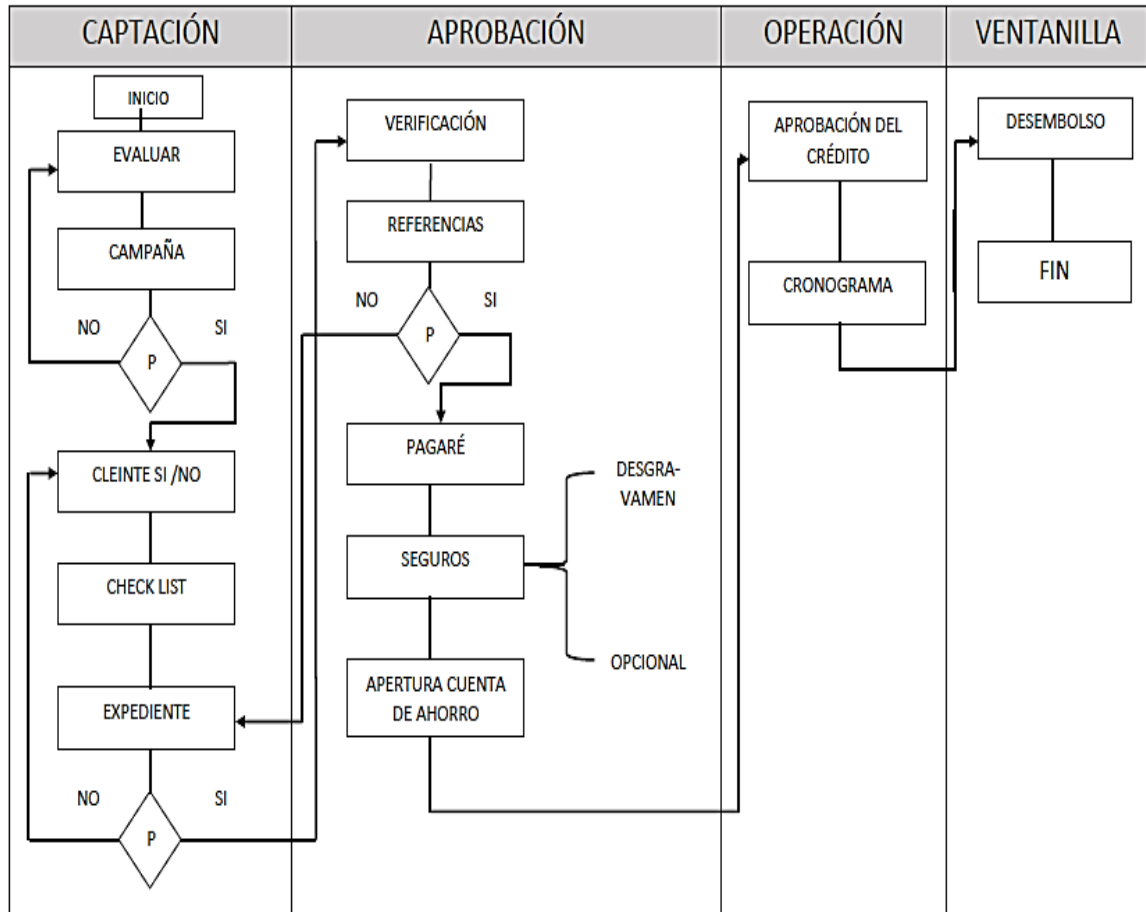 CAPTACIÓN
APROBACIÓN
OPERACIÓN
VENTANILLA
INICIO
EVALUAR
CAMPAÑA
NO
SI
P
CLEINTE SI /NO
CHECK LIST
EXPEDIENTE
NO
SI
P
VERIFICACIÓN
REFERENCIAS
NO
SI
P
PAGARÉ
SEGUROS
DESGRA-
VAMEN
OPCIONAL
APERTURA CUENTA
DE AHORRO
APROBACIÓN DEL
CRÉDITO
CRONOGRAMA
DESEMBOLSO
FIN